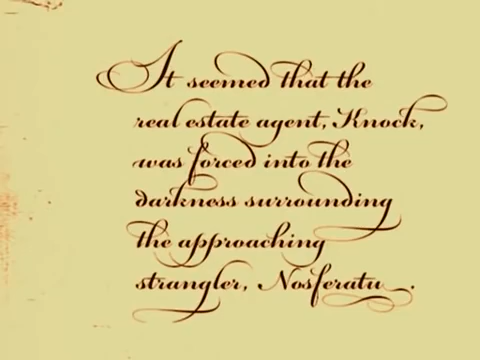 It seemed that the
real estate agent, Knock,
was forced into the
darkness surrounding
the approaching
strangler, Nosferatu.